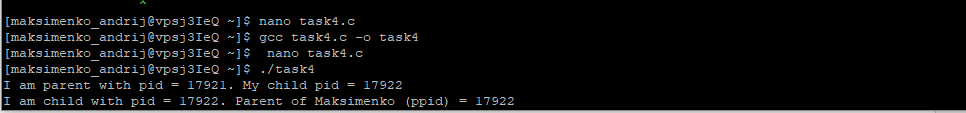 ^
[maksimenko_andrij@vpsj3IeQ ~]$ nano task4.c
[maksimenko_andrij@vpsj3IeQ ~]$ gcc task4.c -o task4
[maksimenko_andrij@vpsj3IeQ ~]$  nano task4.c
[maksimenko_andrij@vpsj3IeQ ~]$ ./task4
I am parent with pid = 17921. My child pid = 17922
I am child with pid = 17922. Parent of Maksimenko (ppid) = 17922